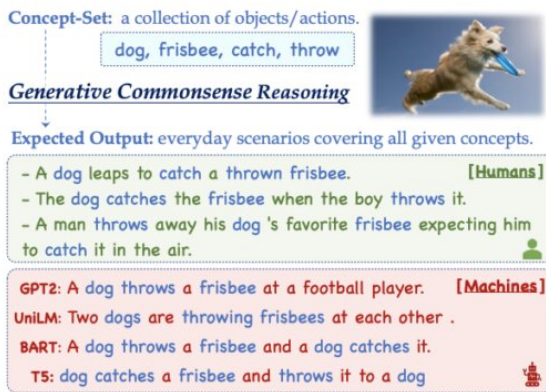 Concept-Set: a collection of objects/actions.
dog, frisbee, catch, throw
Generative Commonsense Reasoning
Expected Output: everyday scenarios covering all given concepts.
- A dog leaps to catch a thrown frisbee. [Humans]
- The dog catches the frisbee when the boy throws it.
- A man throws away his dog 's favorite frisbee expecting him
to catch it in the air.
GPT2: A dog throws a frisbee at a football player. [Machines]
UniLM: Two dogs are throwing frisbees at each other .
BART: A dog throws a frisbee and a dog catches it.
T5: dog catches a frisbee and throws it to a dog